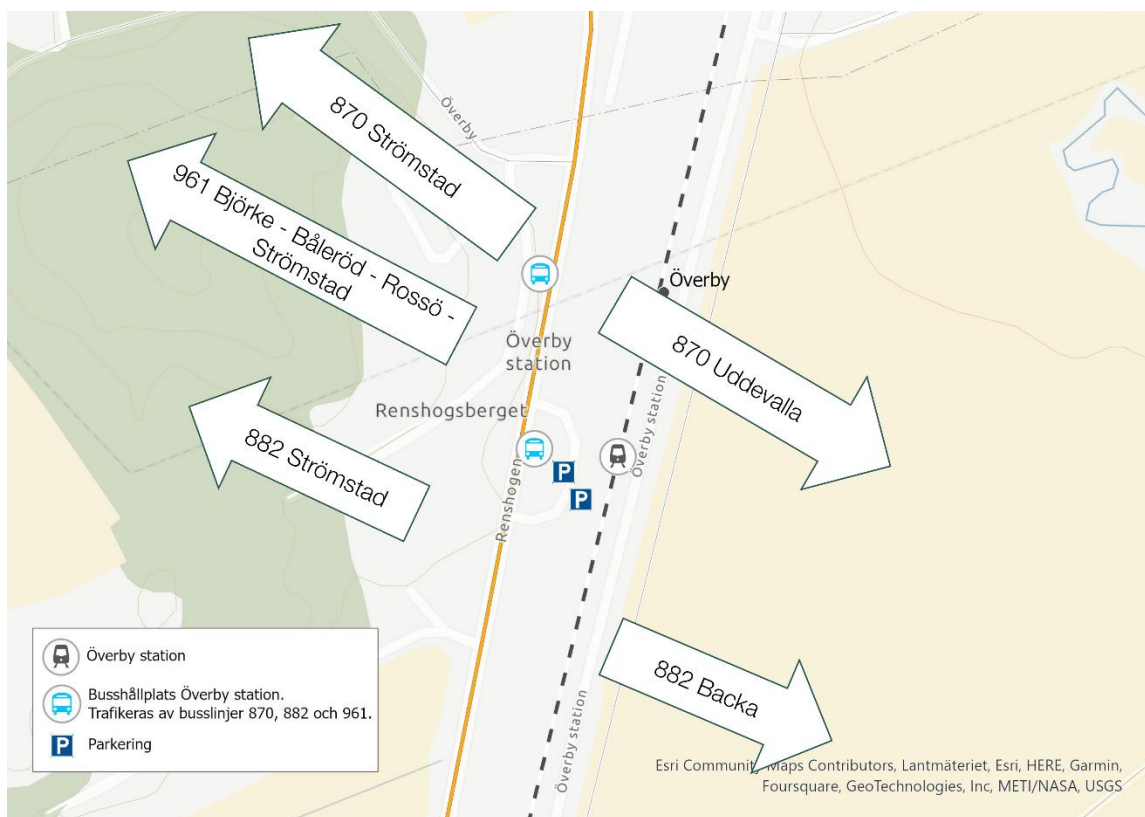 870 Strömstad
Överby
961 Björke - Båleröd - Rossö -
Strömstad
Överby
Överby
station
870 Uddevalla
Renshogsberget
882 Strömstad
Renshogen
P
P
Överby station
882 Backa
Överby station
Överby station
Busshållplats Överby station.
Trafikeras av busslinjer 870, 882 och 961.
P Parkering
Esri Community Maps Contributors, Lantmäteriet, Esri, HERE, Garmin,
Foursquare, GeoTechnologies, Inc, METI/NASA, USGS